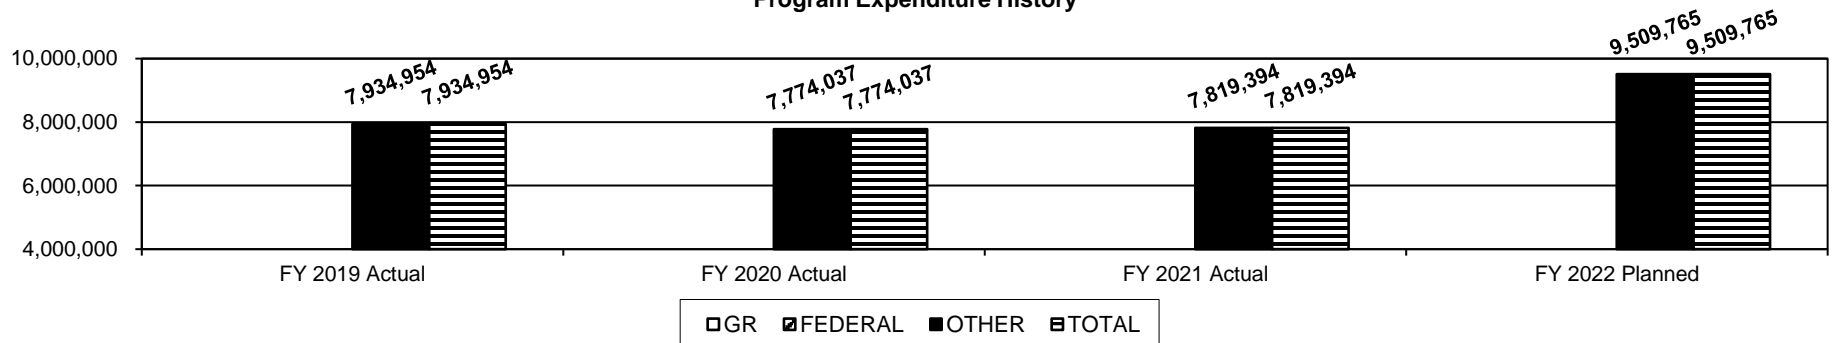 Program Expenditure History
10,000,000
8,000,000
6,000,000
4,000,000
7,934,954
7,934,954
7,774,037
7,774,037
7,819,394
7,819,394
9,509,765
9,509,765
FY 2019 Actual
FY 2020 Actual
FY 2021 Actual
FY 2022 Planned
GR FEDERAL OTHER TOTAL